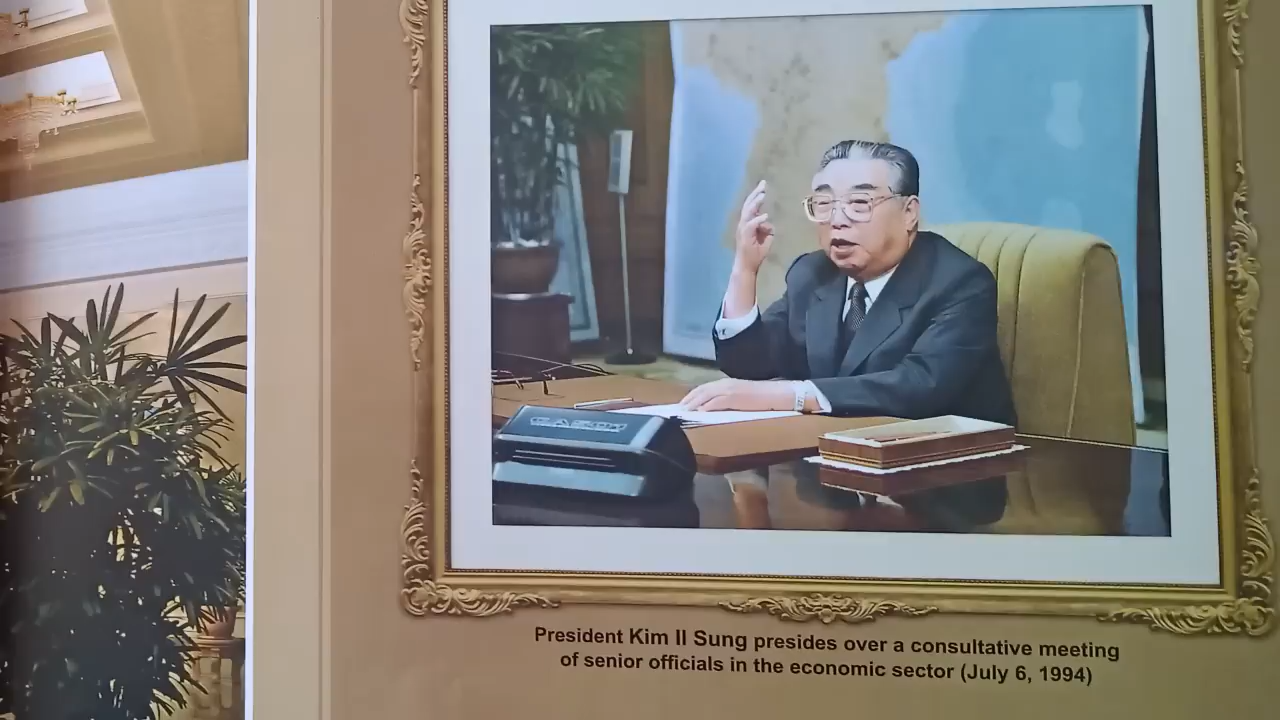 President Kim Il Sung presides over a consultative meeting
of senior officials in the economic sector (July 6, 1994)